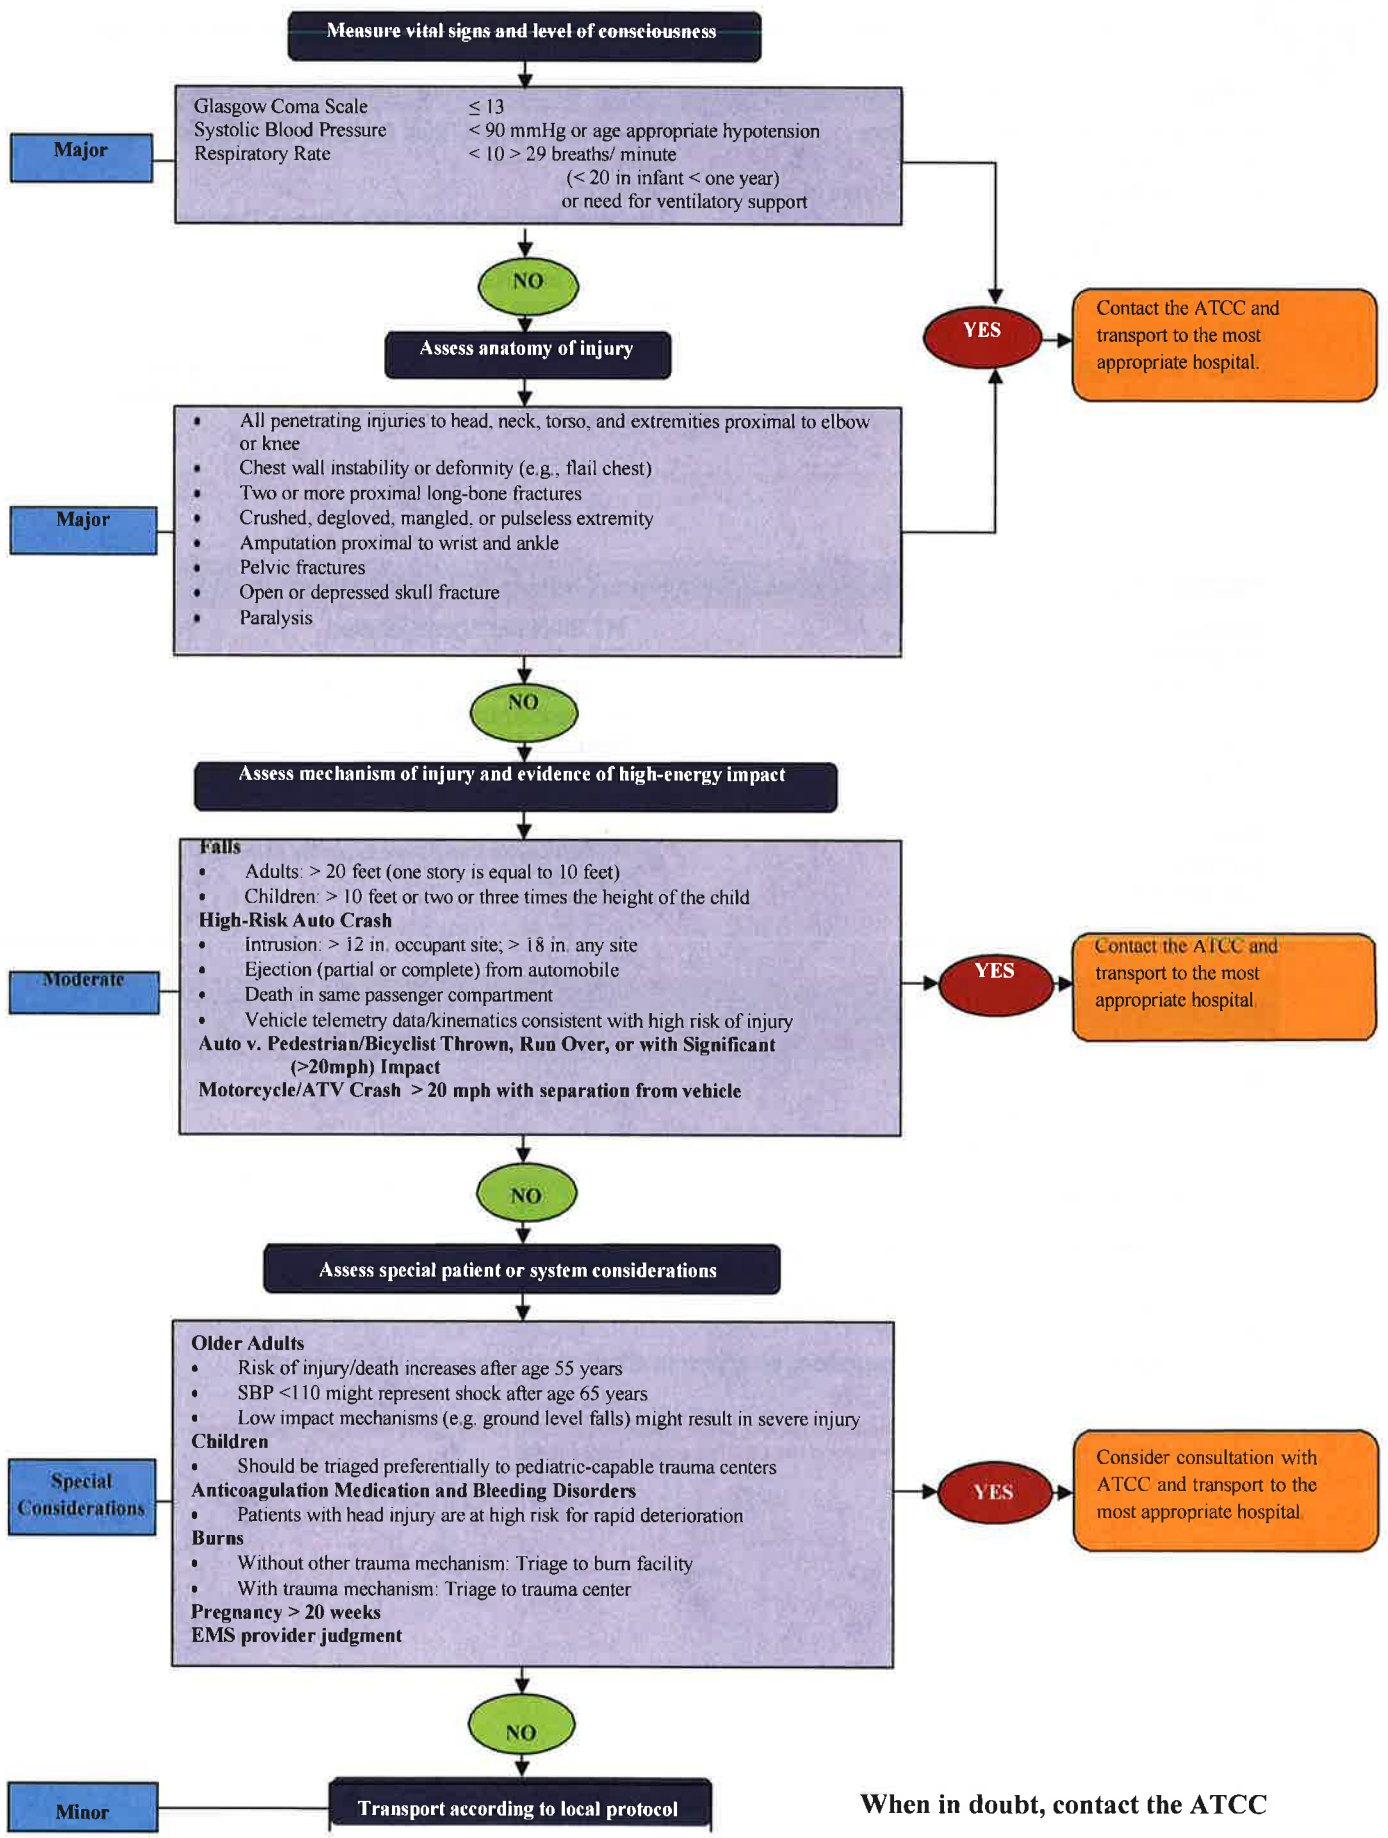 Measure vital signs and level of consciousness
Major
Glasgow Coma Scale ≤ 13
Systolic Blood Pressure < 90 mmHg or age appropriate hypotension
Respiratory Rate < 10 > 29 breaths/ minute
(< 20 in infant < one year)
or need for ventilatory support
NO
YES
Contact the ATCC and
transport to the most
appropriate hospital.
Assess anatomy of injury
Major
• All penetrating injuries to head, neck, torso, and extremities proximal to elbow
or knee
• Chest wall instability or deformity (e.g., flail chest)
• Two or more proximal long-bone fractures
• Crushed, degloved, mangled, or pulseless extremity
• Amputation proximal to wrist and ankle
• Pelvic fractures
• Open or depressed skull fracture
• Paralysis
NO
Assess mechanism of injury and evidence of high-energy impact
Moderate
Falls
• Adults: > 20 feet (one story is equal to 10 feet)
• Children: > 10 feet or two or three times the height of the child
High-Risk Auto Crash
• Intrusion: > 12 in. occupant site; > 18 in. any site
• Ejection (partial or complete) from automobile
• Death in same passenger compartment
• Vehicle telemetry data/kinematics consistent with high risk of injury
Auto v. Pedestrian/Bicyclist Thrown, Run Over, or with Significant
(>20mph) Impact
Motorcycle/ATV Crash > 20 mph with separation from vehicle
YES
Contact the ATCC and
transport to the most
appropriate hospital.
NO
Assess special patient or system considerations
Special
Considerations
Older Adults
• Risk of injury/death increases after age 55 years
• SBP <110 might represent shock after age 65 years
• Low impact mechanisms (e.g. ground level falls) might result in severe injury
Children
• Should be triaged preferentially to pediatric-capable trauma centers
Anticoagulation Medication and Bleeding Disorders
• Patients with head injury are at high risk for rapid deterioration
Burns
• Without other trauma mechanism: Triage to burn facility
• With trauma mechanism: Triage to trauma center
Pregnancy > 20 weeks
EMS provider judgment
YES
Consider consultation with
ATCC and transport to the
most appropriate hospital.
NO
Minor
Transport according to local protocol
When in doubt, contact the ATCC